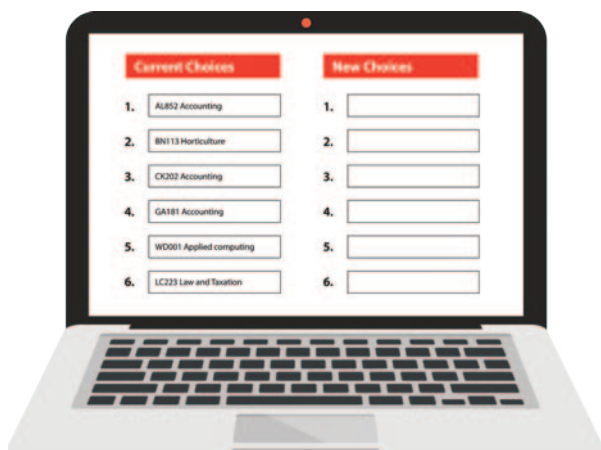 Current Choices
1. AL852 Accounting
2. BN113 Horticulture
3. CK202 Accounting
4. GA181 Accounting
5. WD001 Applied computing
6. LC223 Law and Taxation
New Choices
1.
2.
3.
4.
5.
6.